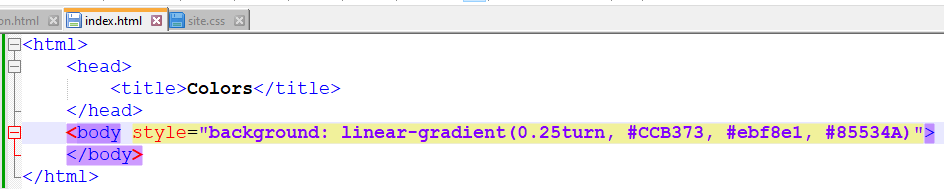 on.html index.html site.css
<html>
<head>
<title>Colors</title>
</head>
<body style="background: linear-gradient(0.25turn, #CCB373, #ebf8e1, #85534A)">
</body>
</html>